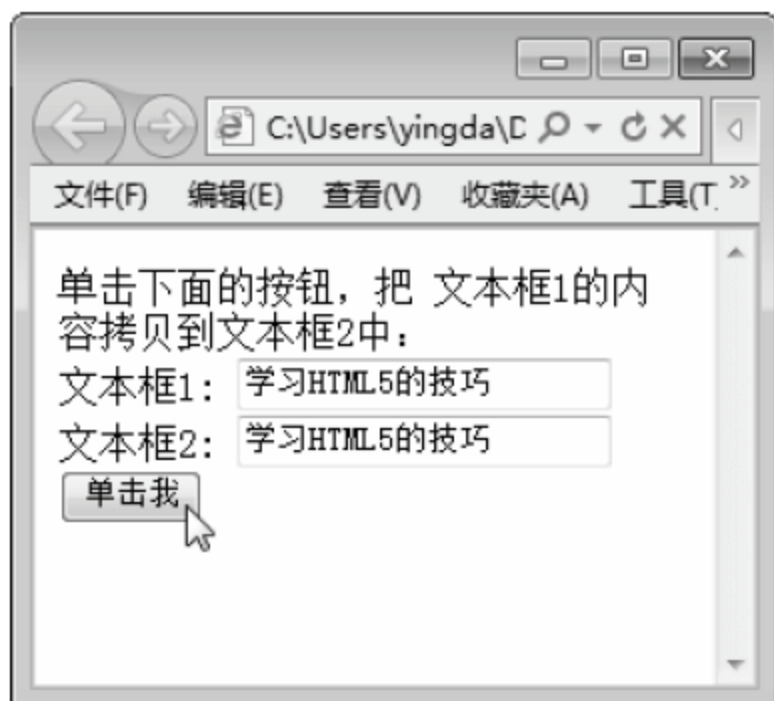 C:\Users\yingda\D
文件(F) 编辑(E) 查看(V) 收藏夹(A) 工具(T
单击下面的按钮，把 文本框1的内
容拷贝到文本框2中：
文本框1： 学习HTML5的技巧
文本框2： 学习HTML5的技巧
单击我